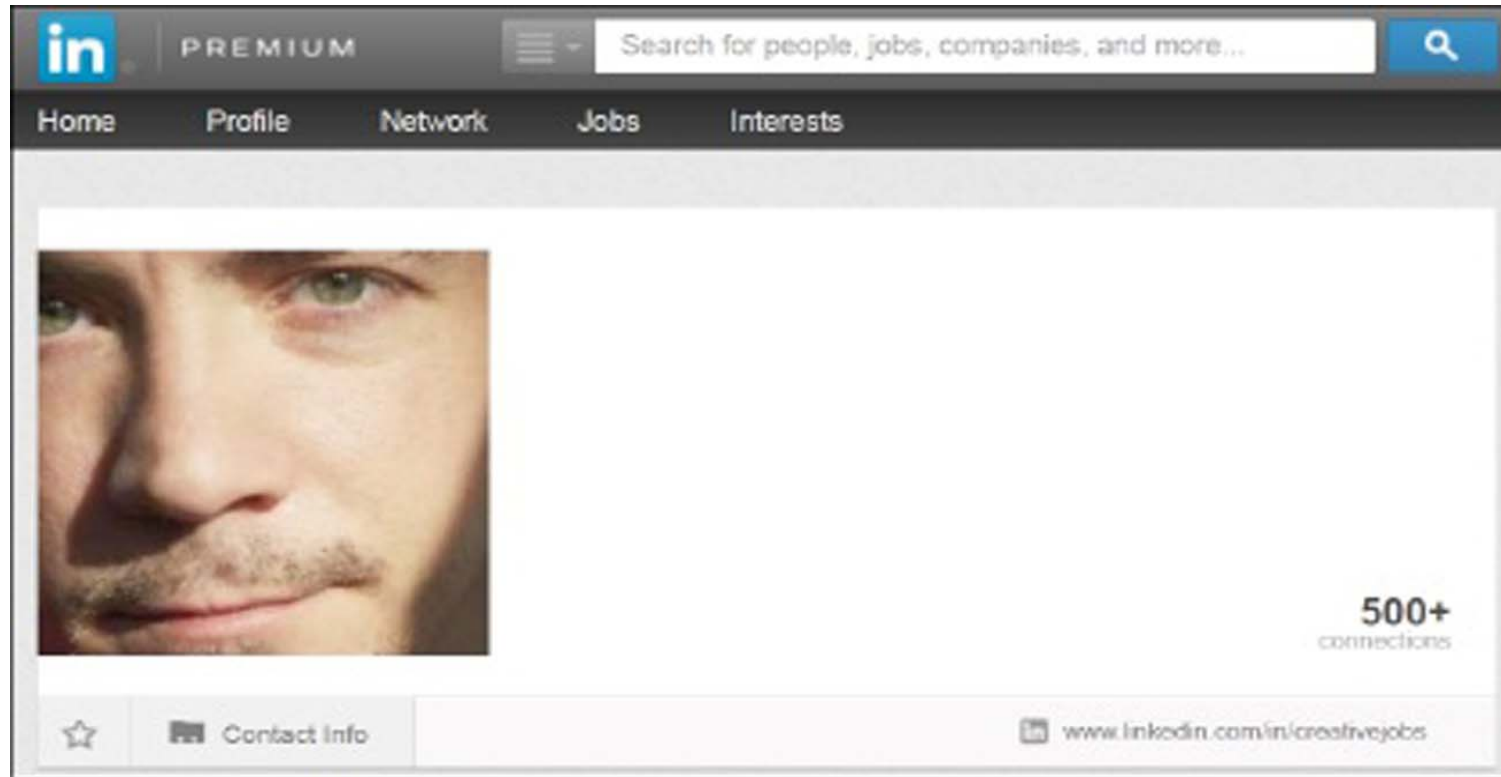 in PREMIUM Search for people, jobs, companies, and more...
Home Profile Network Jobs Interests
500+
connections
Contact Info in www.linkedin.com/in/creativejobs